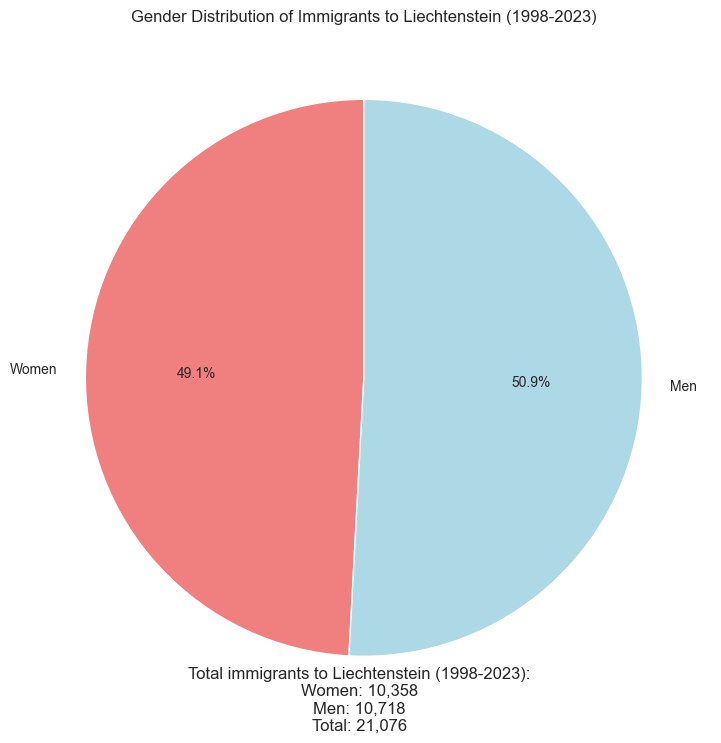 Gender Distribution of Immigrants to Liechtenstein (1998-2023)
Women
49.1%
50.9%
Men
Total immigrants to Liechtenstein (1998-2023):
Women: 10,358
Men: 10,718
Total: 21,076